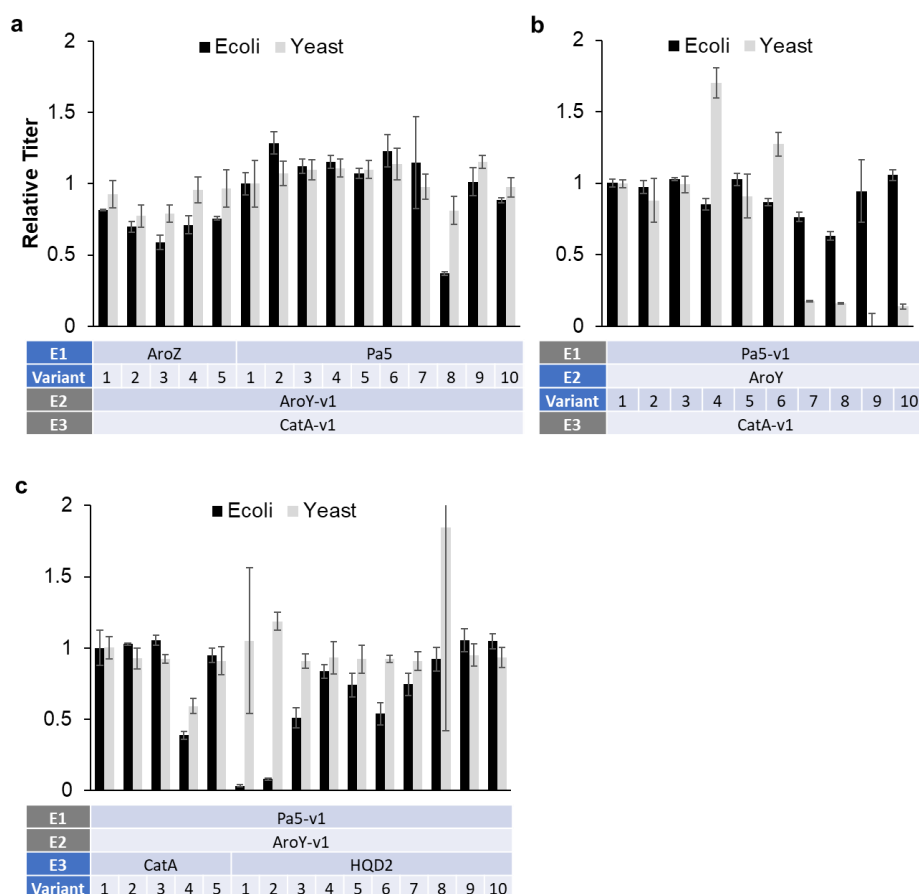 a
2
1.5
1
0.5
0
Relative Titer
Ecoli Yeast
E1 AroZ Pa5
Variant 1 2 3 4 5 1 2 3 4 5 6 7 8 9 10
E2 AroY-v1
E3 CatA-v1
b
2
1.5
1
0.5
0
Ecoli Yeast
E1 Pa5-v1
E2 AroY
Variant 1 2 3 4 5 6 7 8 9 10
E3 CatA-v1
c
2
1.5
1
0.5
0
Ecoli Yeast
E1 Pa5-v1
E2 AroY-v1
E3 CatA HQD2
Variant 1 2 3 4 5 1 2 3 4 5 6 7 8 9 10